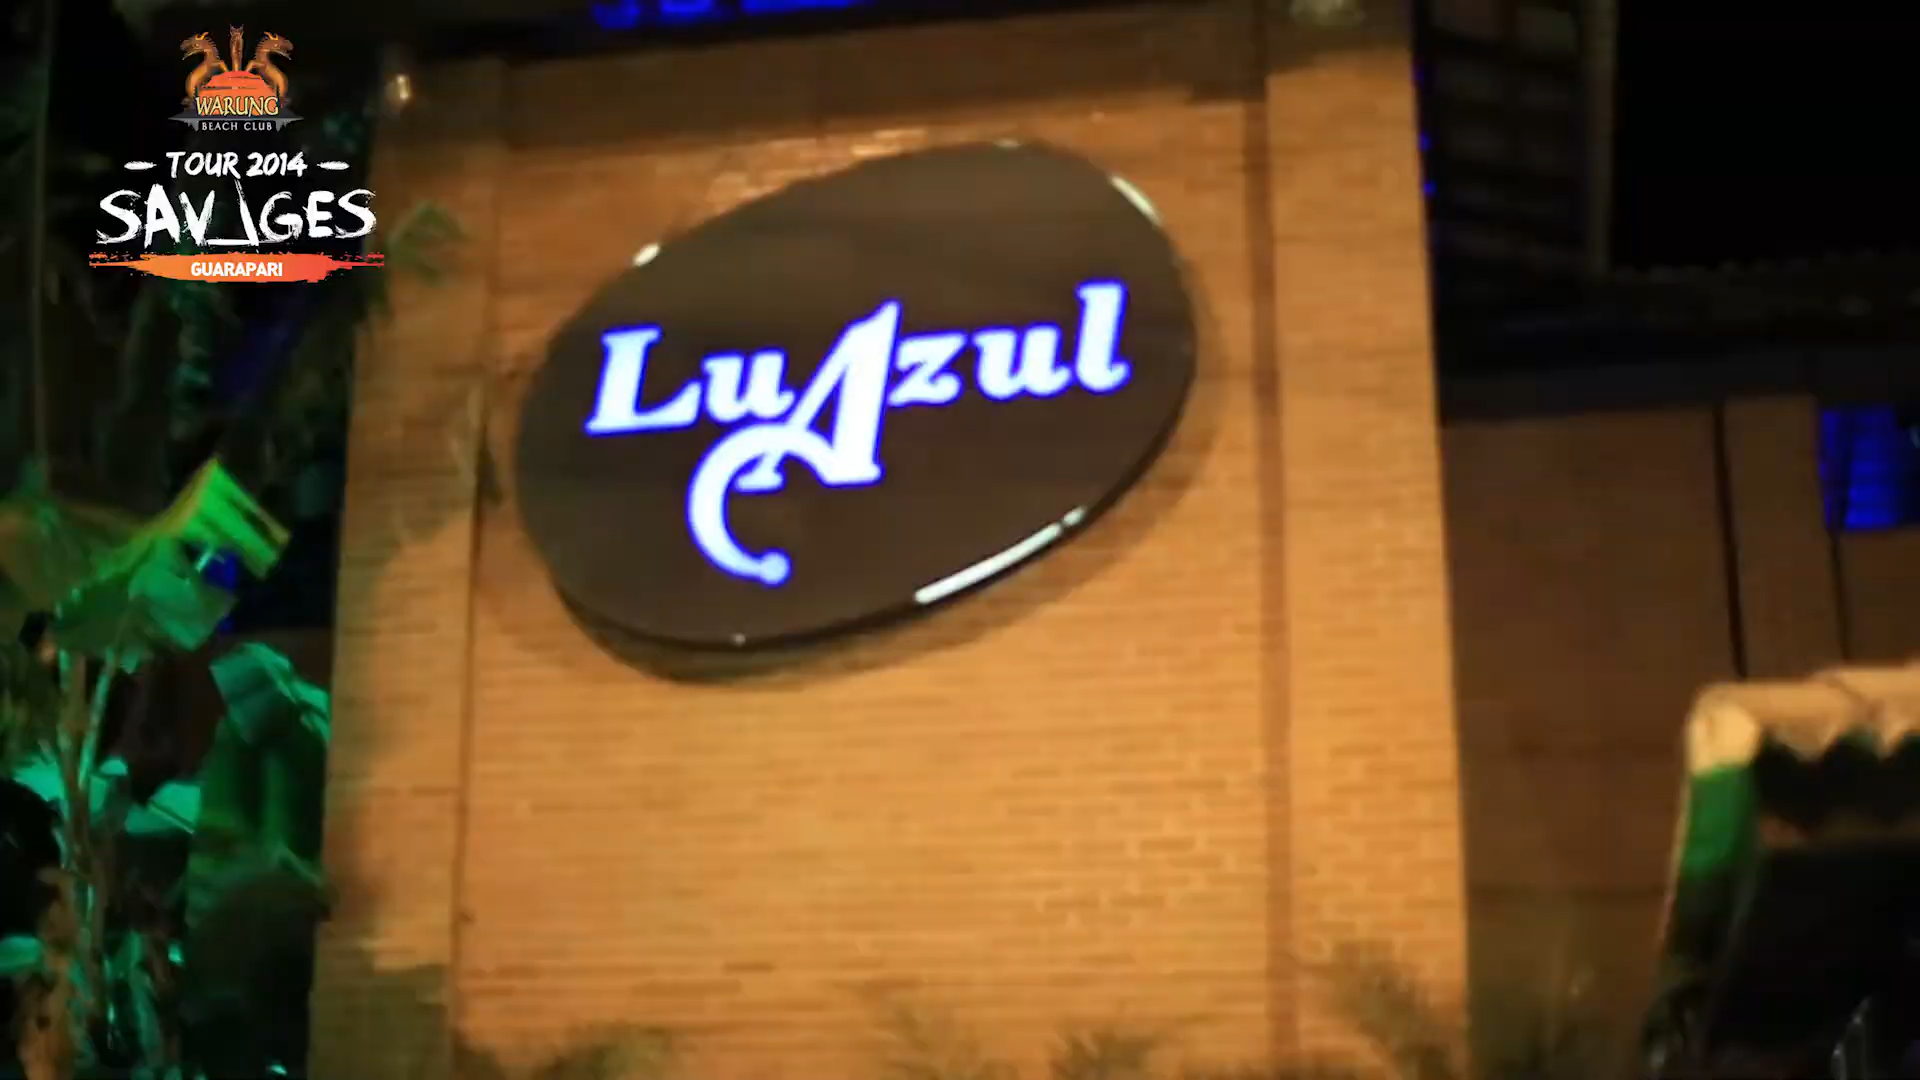 WARUNG
BEACH CLUB
- TOUR 2014 -
SAVAGES
GUARAPARI
LuAzul